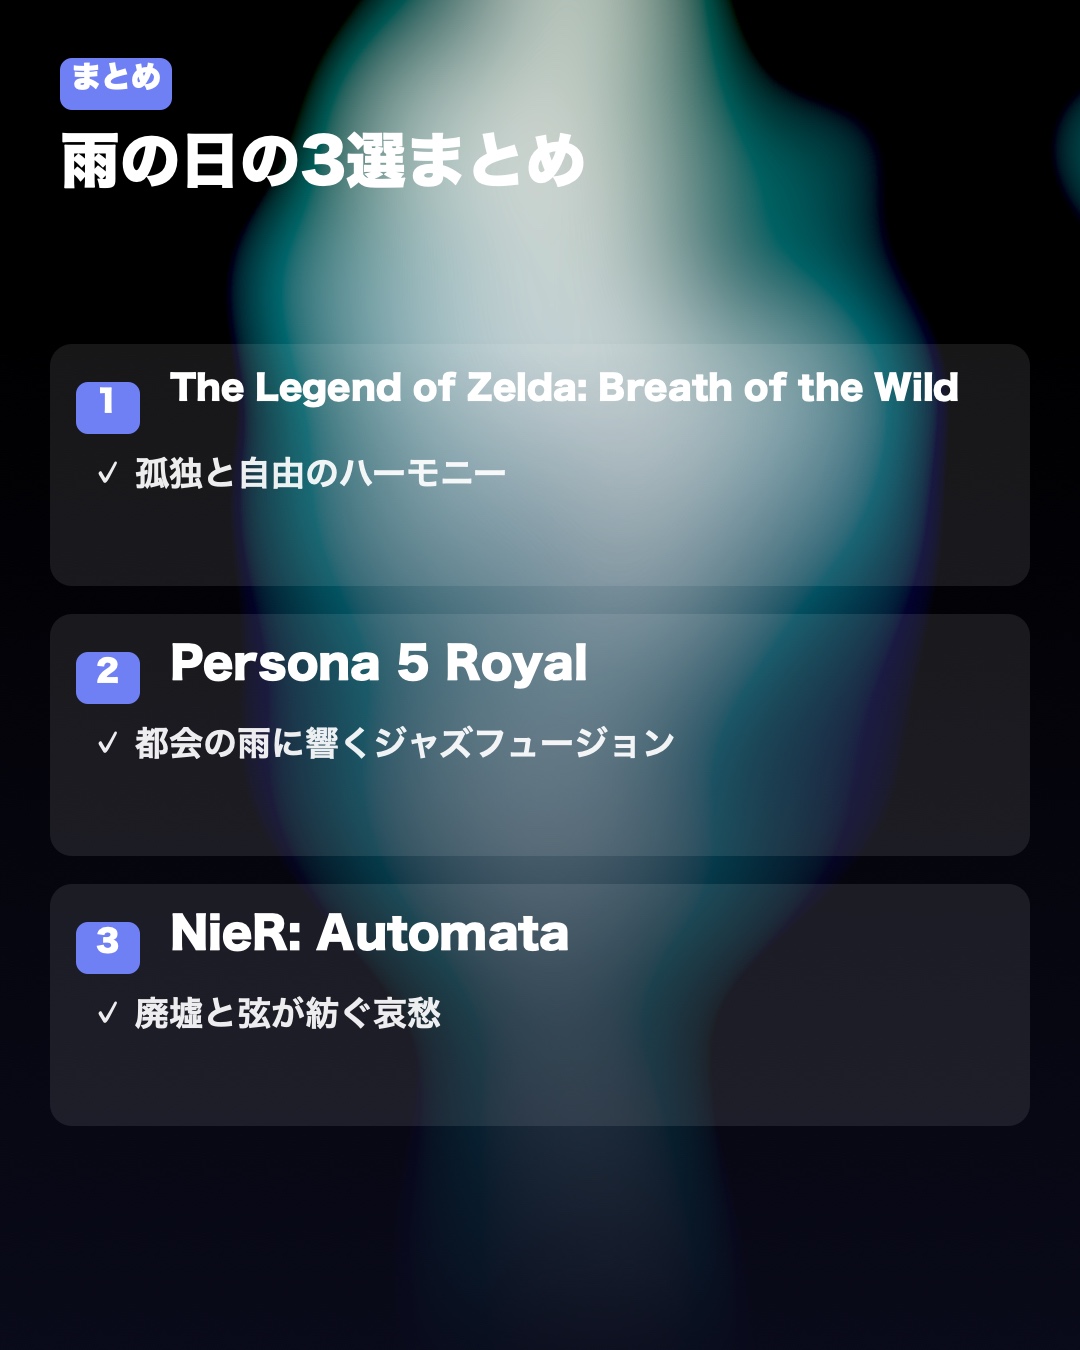 まとめ
雨の日の3選まとめ
1 The Legend of Zelda: Breath of the Wild
✓ 孤独と自由のハーモニー
2 Persona 5 Royal
✓ 都会の雨に響くジャズフュージョン
3 NieR: Automata
✓ 廃墟と弦が紡ぐ哀愁